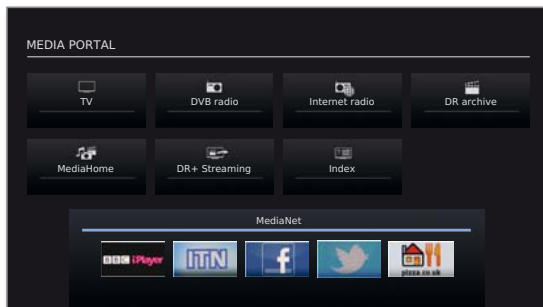 MEDIA PORTAL
TV
DVB radio
Internet radio
DR archive
MediaHome
DR+ Streaming
Index
MediaNet
BBC iPlayer
ITN
f
pizza.co.uk